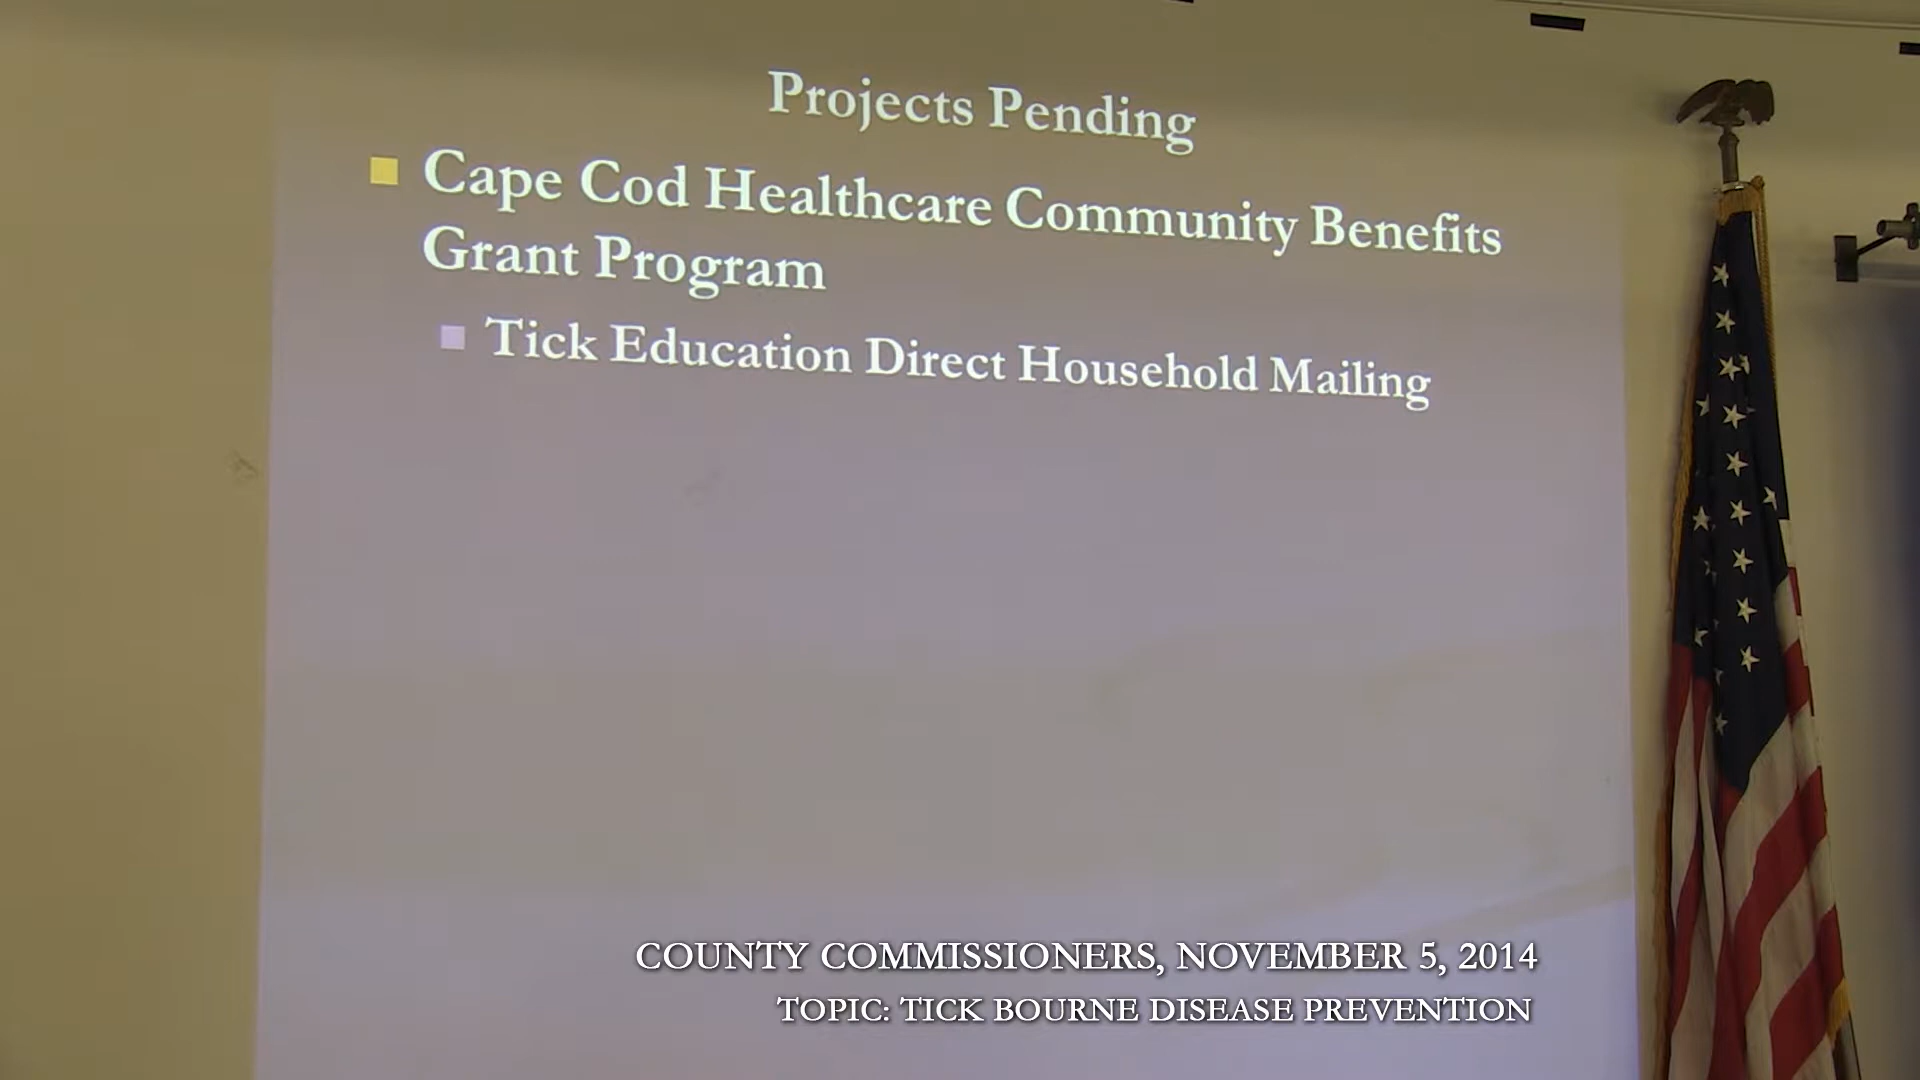 Projects Pending
Cape Cod Healthcare Community Benefits
Grant Program
Tick Education Direct Household Mailing
COUNTY COMMISSIONERS, NOVEMBER 5, 2014
TOPIC: TICK BOURNE DISEASE PREVENTION